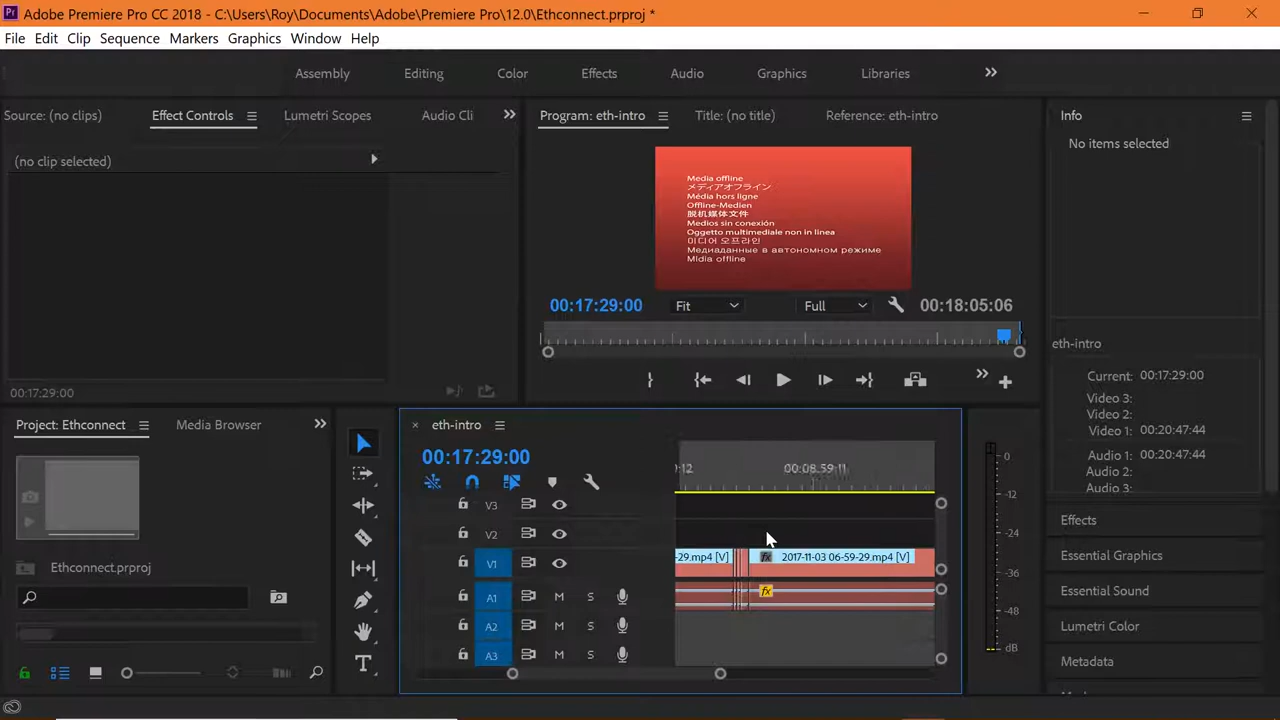 Adobe Premiere Pro CC 2018 - C:\Users\Roy\Documents\Adobe\Premiere Pro\12.0\Ethconnect.prproj *
File Edit Clip Sequence Markers Graphics Window Help
Assembly Editing Color Effects Audio Graphics Libraries
Source: (no clips) Effect Controls Lumetri Scopes Audio Cli Program: eth-intro Title: (no title) Reference: eth-intro Info
(no clip selected)
No items selected
Media offline
メディアオフライン
Média hors ligne
Offline-Medien
脱机媒体文件
Medios sin conexión
Oggetto multimediale non in linea
미디어 오프라인
Медиаданные в автономном режиме
Mídia offline
00:17:29:00 Fit Full 00:18:05:06
eth-intro
Current: 00:17:29:00
Video 3:
Video 2:
Video 1: 00:20:47:44
Audio 1: 00:20:47:44
Audio 2:
Audio 3:
00:17:29:00
Project: Ethconnect Media Browser
eth-intro
00:17:29:00
:12 00:08:59:11
V3
V2
V1 -29.mp4 [V] fx 2017-11-03 06-59-29.mp4 [V]
A1 M S fx
A2 M S
A3 M S
Ethconnect.prproj
0
-12
-24
-36
-48
dB
Effects
Essential Graphics
Essential Sound
Lumetri Color
Metadata